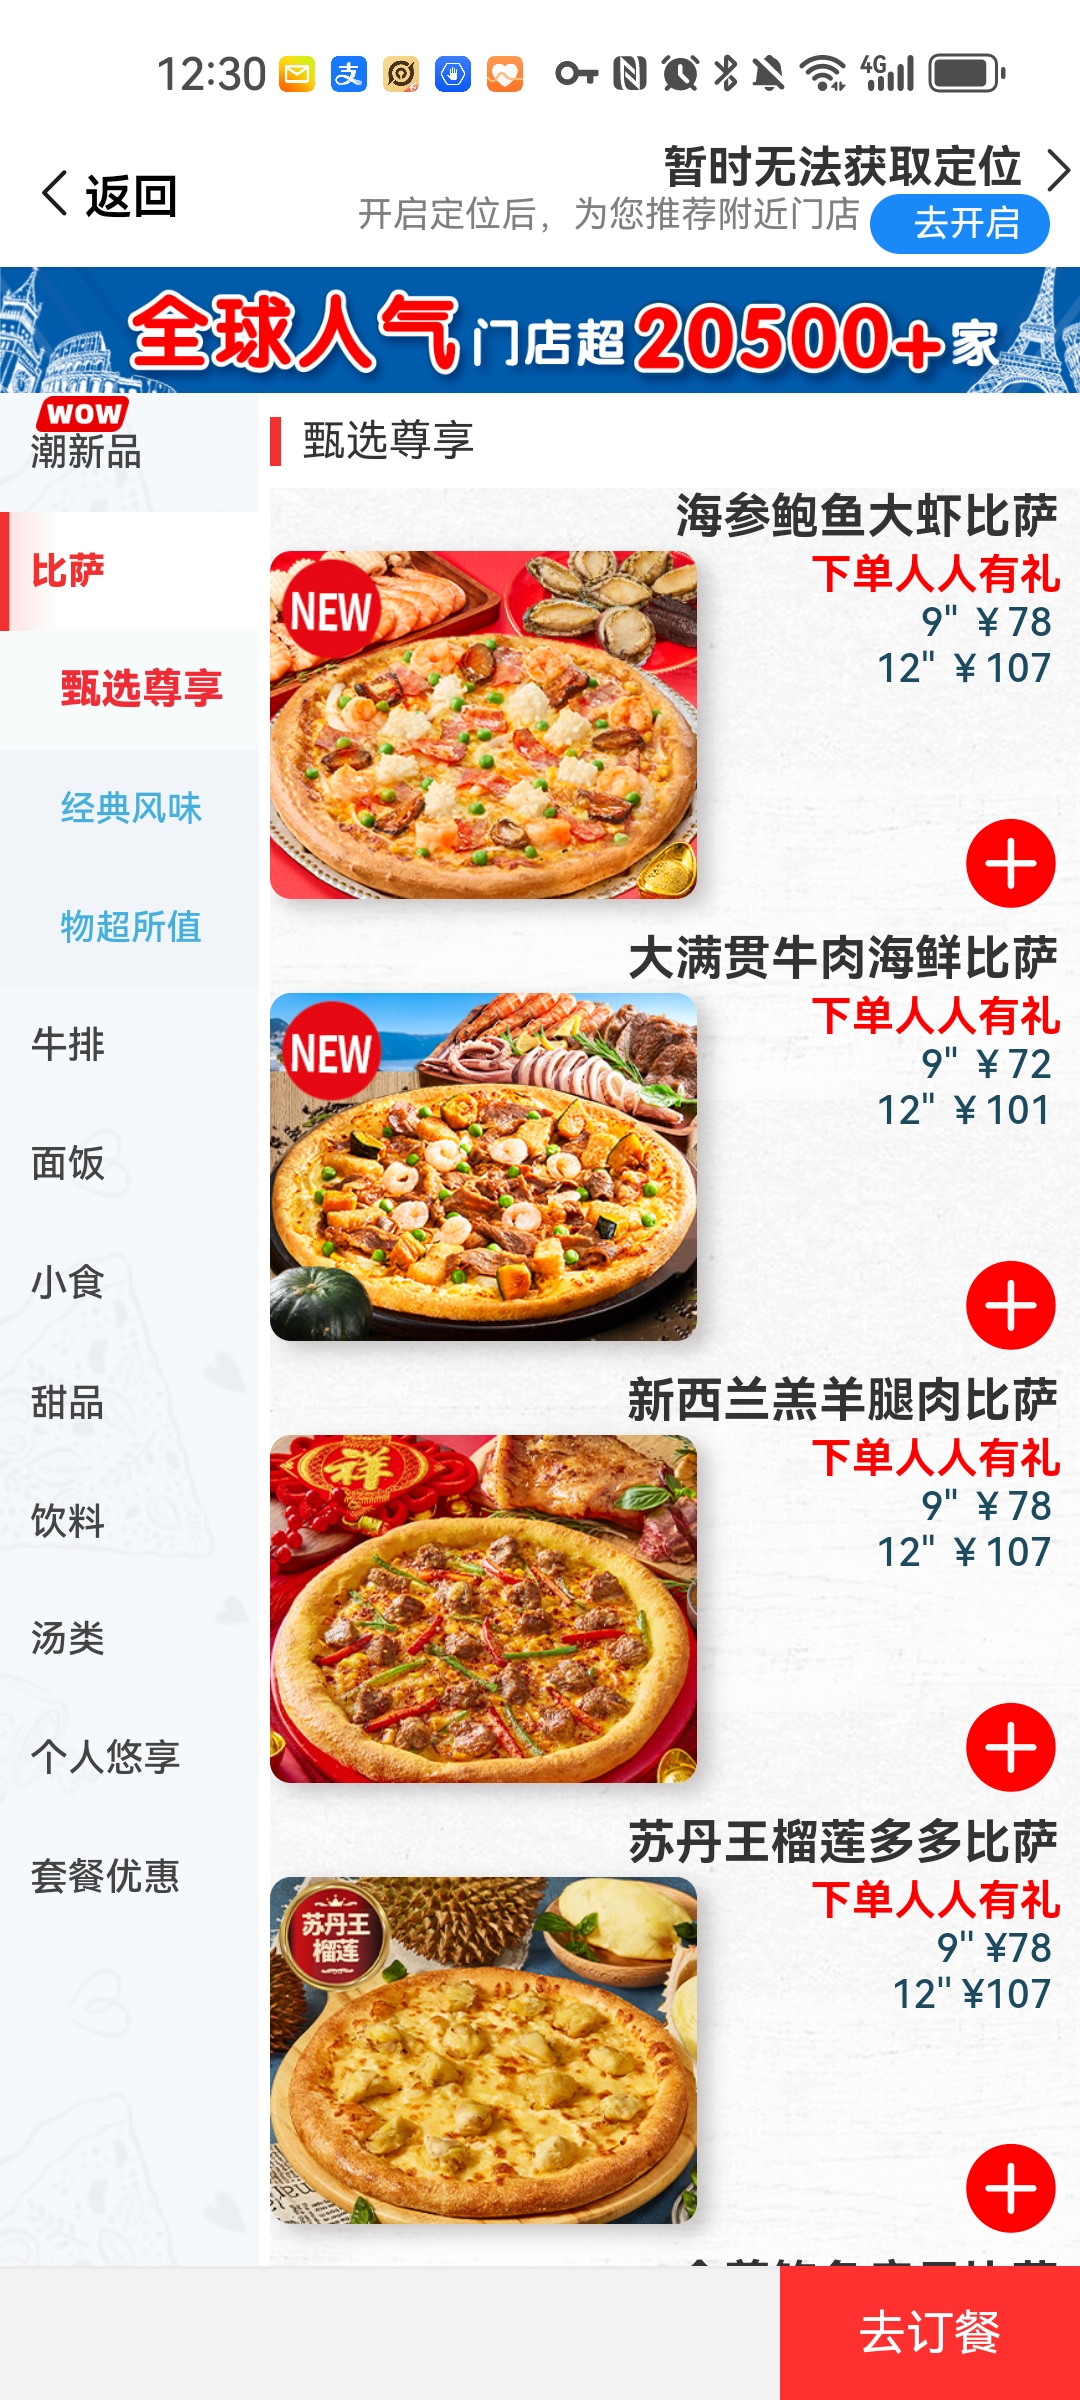 12:30
4G
返回
暂时无法获取定位
开启定位后，为您推荐附近门店
去开启
全球人气 门店超 20500+ 家
WOW
潮新品
比萨
甄选尊享
经典风味
物超所值
牛排
面饭
小食
甜品
饮料
汤类
个人悠享
套餐优惠
甄选尊享
海参鲍鱼大虾比萨
NEW
下单人人有礼
9" ¥ 78
12" ¥ 107
大满贯牛肉海鲜比萨
NEW
下单人人有礼
9" ¥ 72
12" ¥ 101
新西兰羔羊腿肉比萨
祥
下单人人有礼
9" ¥ 78
12" ¥ 107
苏丹王榴莲多多比萨
苏丹王
榴莲
下单人人有礼
9" ¥78
12" ¥107
去订餐